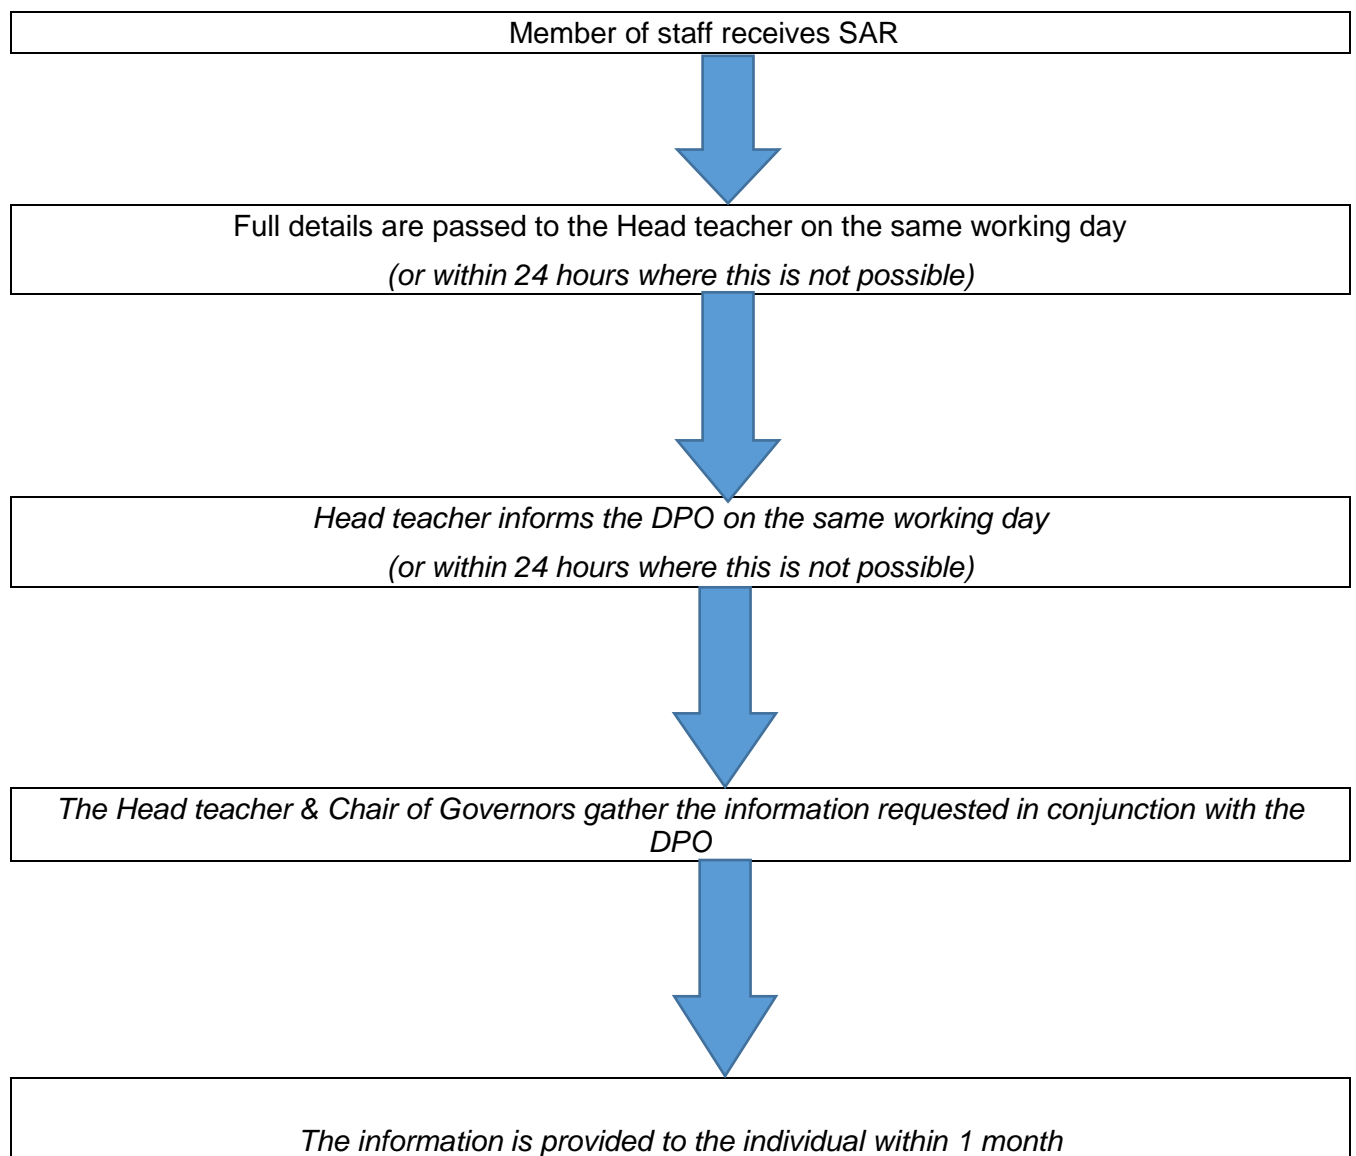 Member of staff receives SAR
Full details are passed to the Head teacher on the same working day
(or within 24 hours where this is not possible)
Head teacher informs the DPO on the same working day
(or within 24 hours where this is not possible)
The Head teacher & Chair of Governors gather the information requested in conjunction with the
DPO
The information is provided to the individual within 1 month